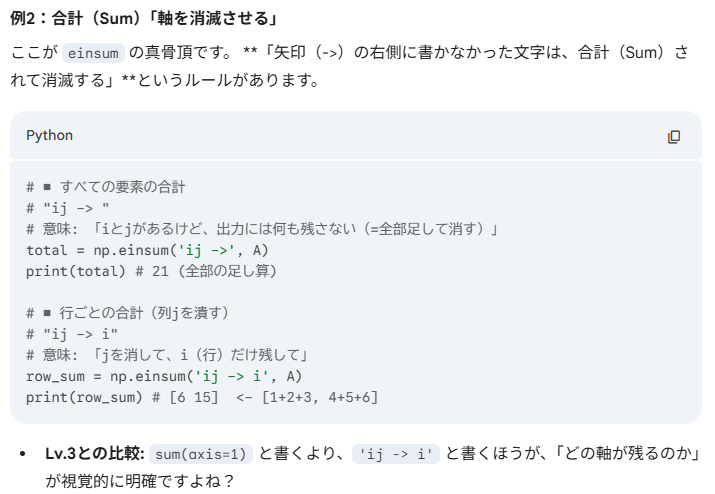 例2：合計（Sum）「軸を消滅させる」
ここが einsum の真骨頂です。 **「矢印（->）の右側に書かなかった文字は、合計（Sum）さ
れて消滅する」**というルールがあります。
Python
# ■ すべての要素の合計
# "ij -> "
# 意味: 「iとjがあるけど、出力には何も残さない（=全部足して消す）」
total = np.einsum('ij ->', A)
print(total) # 21 (全部の足し算)
# ■ 行ごとの合計（列jを潰す）
# "ij -> i"
# 意味: 「jを消して、i（行）だけ残して」
row_sum = np.einsum('ij -> i', A)
print(row_sum) # [6 15]  <- [1+2+3, 4+5+6]
• Lv.3との比較: sum(axis=1) と書くより、 'ij -> i' と書くほうが、「どの軸が残るのか」
が視覚的に明確ですよね？